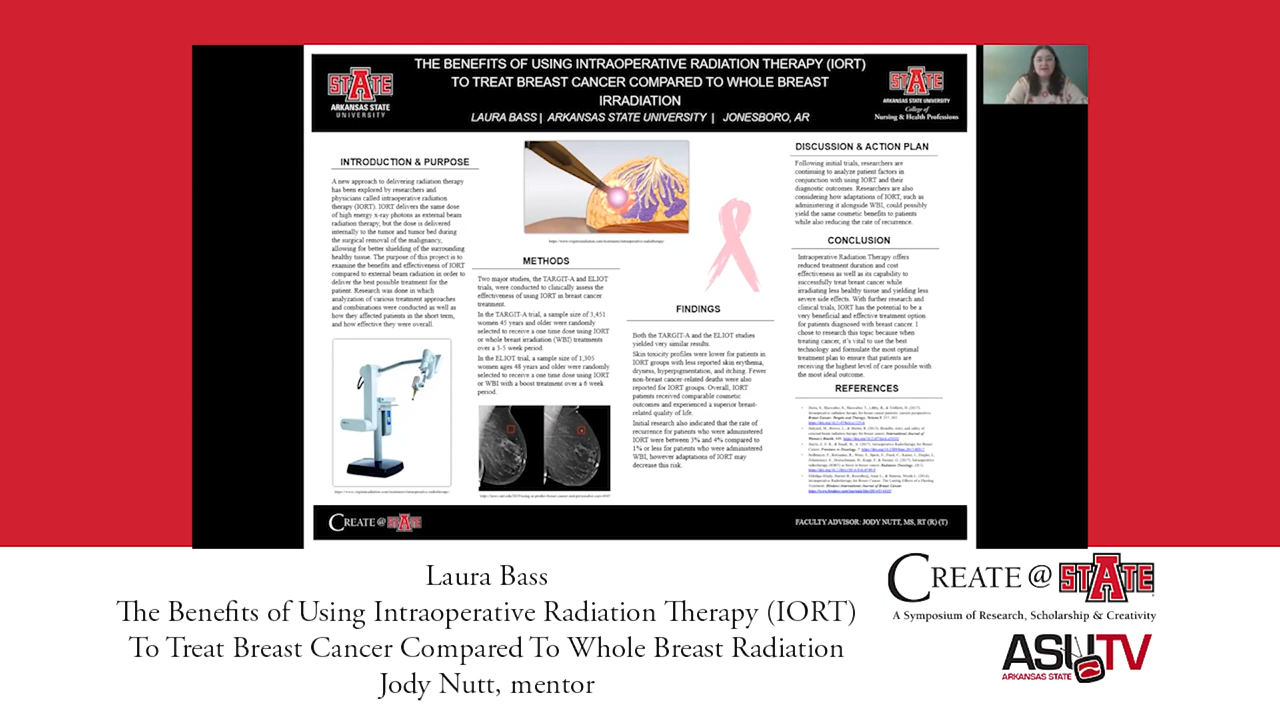 STATE
ARKANSAS STATE
UNIVERSITY
THE BENEFITS OF USING INTRAOPERATIVE RADIATION THERAPY (IORT)
TO TREAT BREAST CANCER COMPARED TO WHOLE BREAST
IRRADIATION
LAURA BASS | ARKANSAS STATE UNIVERSITY | JONESBORO, AR
STATE
ARKANSAS STATE UNIVERSITY
College of
Nursing & Health Professions
INTRODUCTION & PURPOSE
A new approach to delivering radiation therapy
has been explored by researchers and
physicians called intraoperative radiation
therapy (IORT). IORT delivers the same dose
of high energy x-ray photons as external beam
radiation therapy, but the dose is delivered
internally to the tumor and tumor bed during
the surgical removal of the malignancy,
allowing for better shielding of the surrounding
healthy tissue. The purpose of this project is to
examine the benefits and effectiveness of IORT
compared to external beam radiation in order to
deliver the best possible treatment for the
patient. Research was done in which
analyzation of various treatment approaches
and combinations were conducted as well as
how they affected patients in the short term,
and how effective they were overall.
METHODS
Two major studies, the TARGIT-A and ELIOT
trials, were conducted to clinically assess the
effectiveness of using IORT in breast cancer
treatment.
In the TARGIT-A trial, a sample size of 3,451
women 45 years and older were randomly
selected to receive a one time dose using IORT
or whole breast irradiation (WBI) treatments
over a 3-5 week period.
In the ELIOT trial, a sample size of 1,305
women ages 48 years and older were randomly
selected to receive a one time dose using IORT
or WBI with a boost treatment over a 6 week
period.
FINDINGS
Both the TARGIT-A and the ELIOT studies
yielded very similar results.
Skin toxicity profiles were lower for patients in
IORT groups with less reported skin erythema,
dryness, hyperpigmentation, and itching. Fewer
non-breast cancer-related deaths were also
reported for IORT groups. Overall, IORT
patients received comparable cosmetic
outcomes and experienced a superior breast-
related quality of life.
Initial research also indicated that the rate of
recurrence for patients who were administered
IORT were between 3% and 4% compared to
1% or less for patients who were administered
WBI, however adaptations of IORT may
decrease this risk.
DISCUSSION & ACTION PLAN
Following initial trials, researchers are
continuing to analyze patient factors in
conjunction with using IORT and their
diagnostic outcomes. Researchers are also
considering how adaptations of IORT, such as
administering it alongside WBI, could possibly
yield the same cosmetic benefits to patients
while also reducing the rate of recurrence.
CONCLUSION
Intraoperative Radiation Therapy offers
reduced treatment duration and cost
effectiveness as well as its capability to
successfully treat breast cancer while
irradiating less healthy tissue and yielding less
severe side effects. With further research and
clinical trials, IORT has the potential to be a
very beneficial and effective treatment option
for patients diagnosed with breast cancer. I
chose to research this topic because when
treating cancer, it's vital to use the best
technology and formulate the most optimal
treatment plan to ensure that patients are
receiving the highest level of care possible with
the most ideal outcome.
REFERENCES
CREATE @ STATE
FACULTY ADVISOR: JODY NUTT, MS, RT (R) (T)
Laura Bass
The Benefits of Using Intraoperative Radiation Therapy (IORT)
To Treat Breast Cancer Compared To Whole Breast Radiation
Jody Nutt, mentor
CREATE @ STATE
A Symposium of Research, Scholarship & Creativity
ASUTV
ARKANSAS STATE